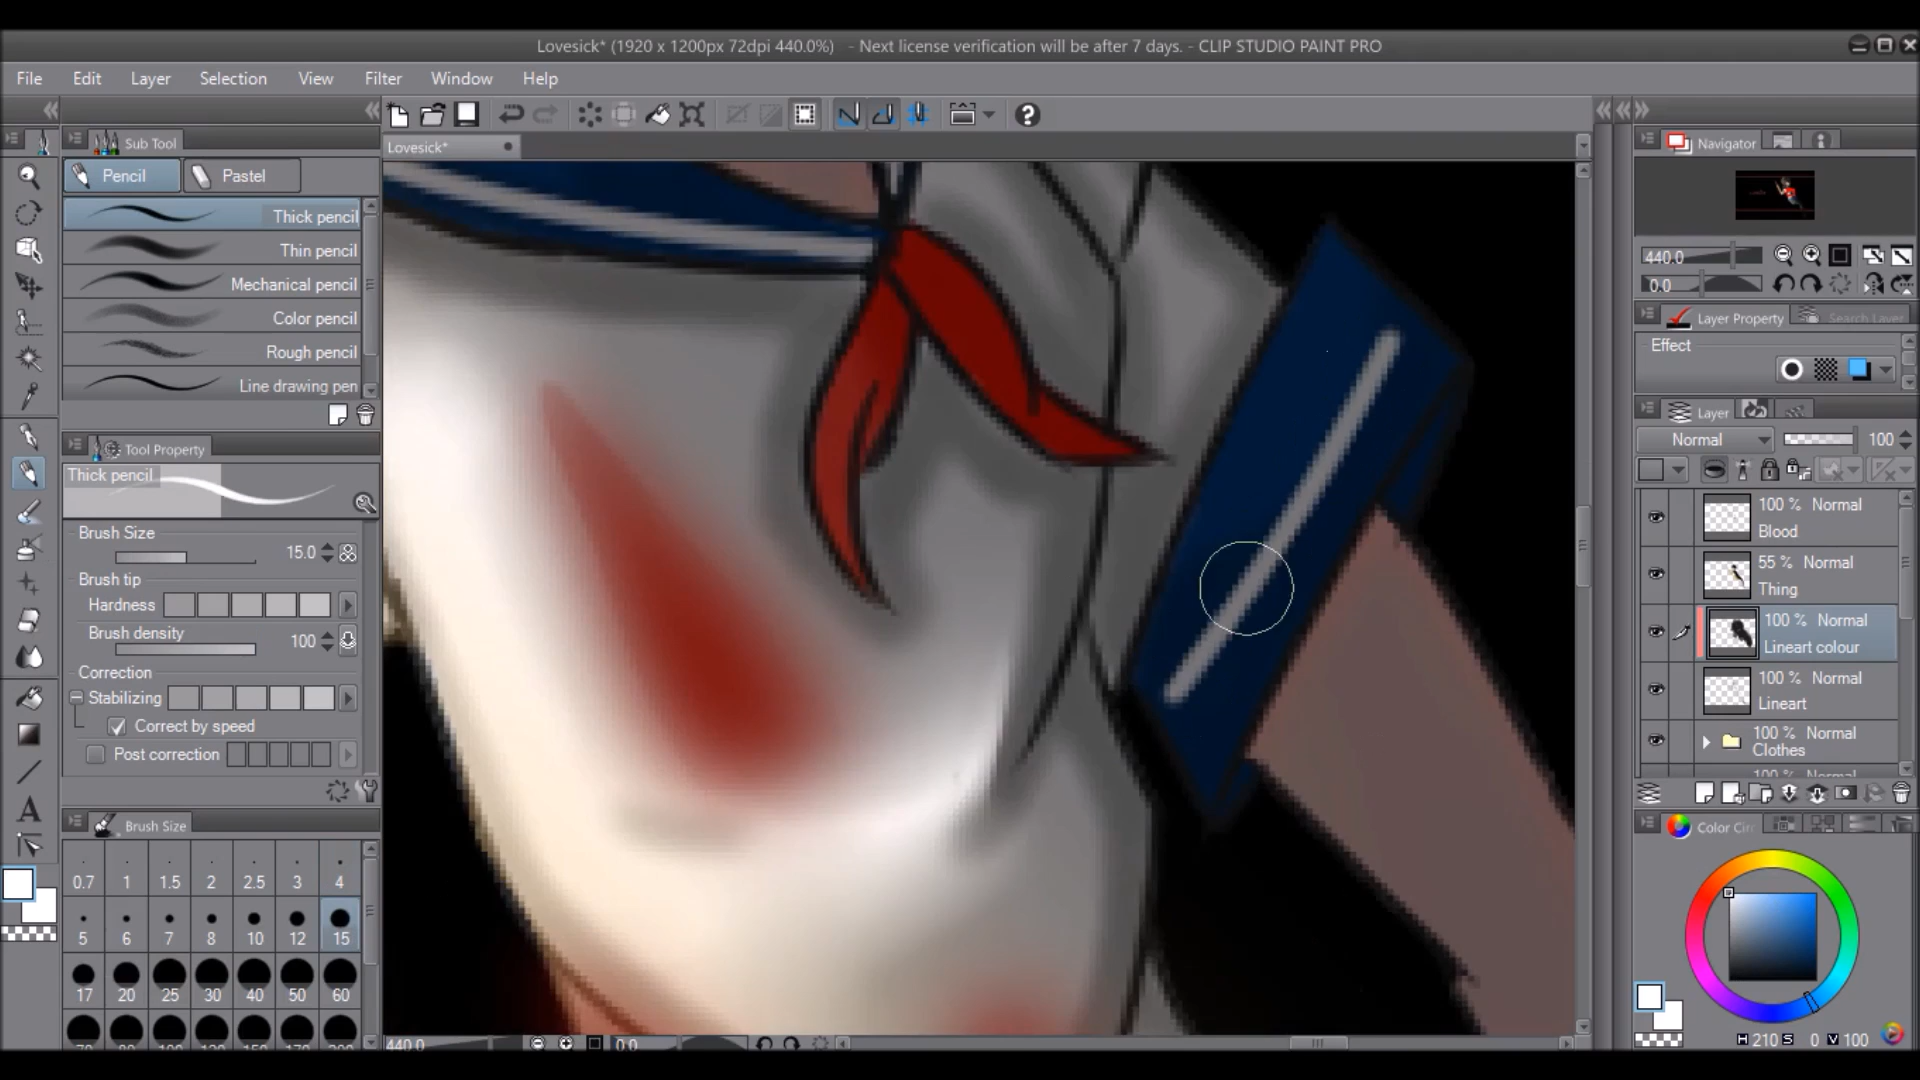 Lovesick* (1920 x 1200px 72dpi 440.0%) - Next license verification will be after 7 days. - CLIP STUDIO PAINT PRO
File Edit Layer Selection View Filter Window Help
Sub Tool
Lovesick*
Navigator
Pencil Pastel
Thick pencil
Thin pencil
Mechanical pencil
Color pencil
Rough pencil
Line drawing pen
440.0
0.0
Layer Property Search Layer
Effect
Layer
Normal 100
Tool Property
Thick pencil
Brush Size 15.0
Brush tip
Hardness
Brush density 100
Correction
Stabilizing
Correct by speed
Post correction
100 % Normal
Blood
55 % Normal
Thing
100 % Normal
Lineart colour
100 % Normal
Lineart
100 % Normal
Clothes
100 % Normal
Brush Size
0.7 1 1.5 2 2.5 3 4
5 6 7 8 10 12 15
17 20 25 30 40 50 60
Color Circ
440.0 0.0
H 210 S 0 V 100